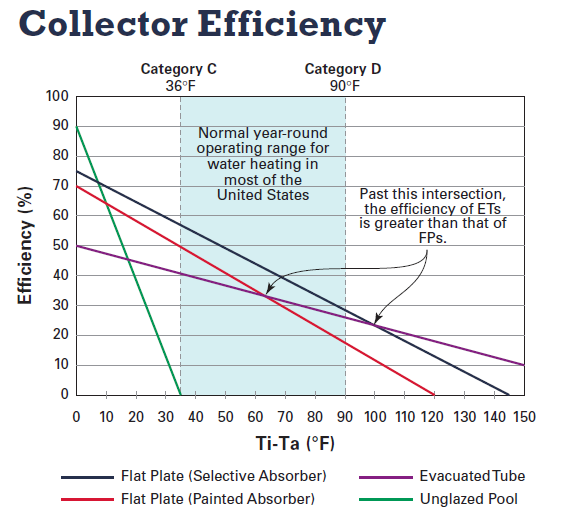 Collector Efficiency
Category C
36°F
Category D
90°F
Efficiency (%)
100
90
80
70
60
50
40
30
20
10
0
Normal year-round
operating range for
water heating in
most of the
United States
Past this intersection,
the efficiency of ETs
is greater than that of
FPs.
0 10 20 30 40 50 60 70 80 90 100 110 120 130 140 150
Ti-Ta (°F)
Flat Plate (Selective Absorber)
Evacuated Tube
Flat Plate (Painted Absorber)
Unglazed Pool